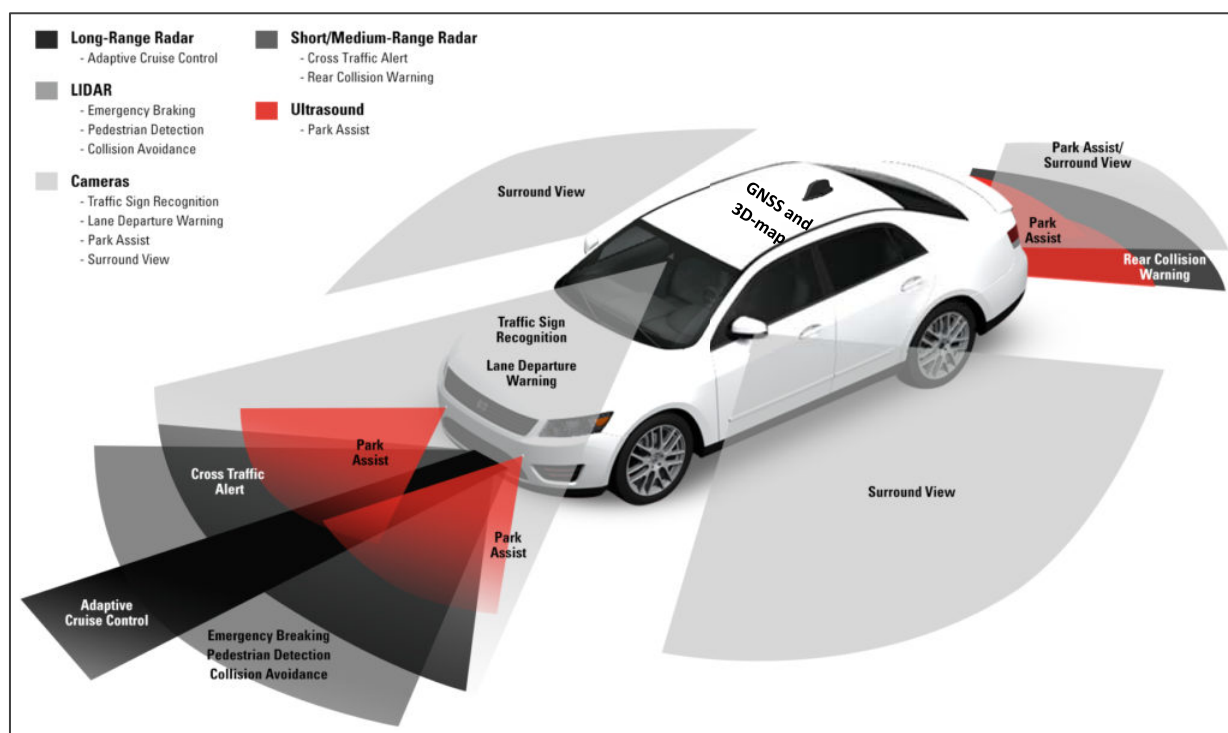 Long-Range Radar
- Adaptive Cruise Control
LIDAR
- Emergency Braking
- Pedestrian Detection
- Collision Avoidance
Cameras
- Traffic Sign Recognition
- Lane Departure Warning
- Park Assist
- Surround View
Short/Medium-Range Radar
- Cross Traffic Alert
- Rear Collision Warning
Ultrasound
- Park Assist
Surround View
GNSS and
3D-map
Park Assist/
Surround View
Park
Assist
Rear Collision
Warning
Traffic Sign
Recognition
Lane Departure
Warning
Park
Assist
Cross Traffic
Alert
Surround View
Park
Assist
Adaptive
Cruise Control
Emergency Breaking
Pedestrian Detection
Collision Avoidance